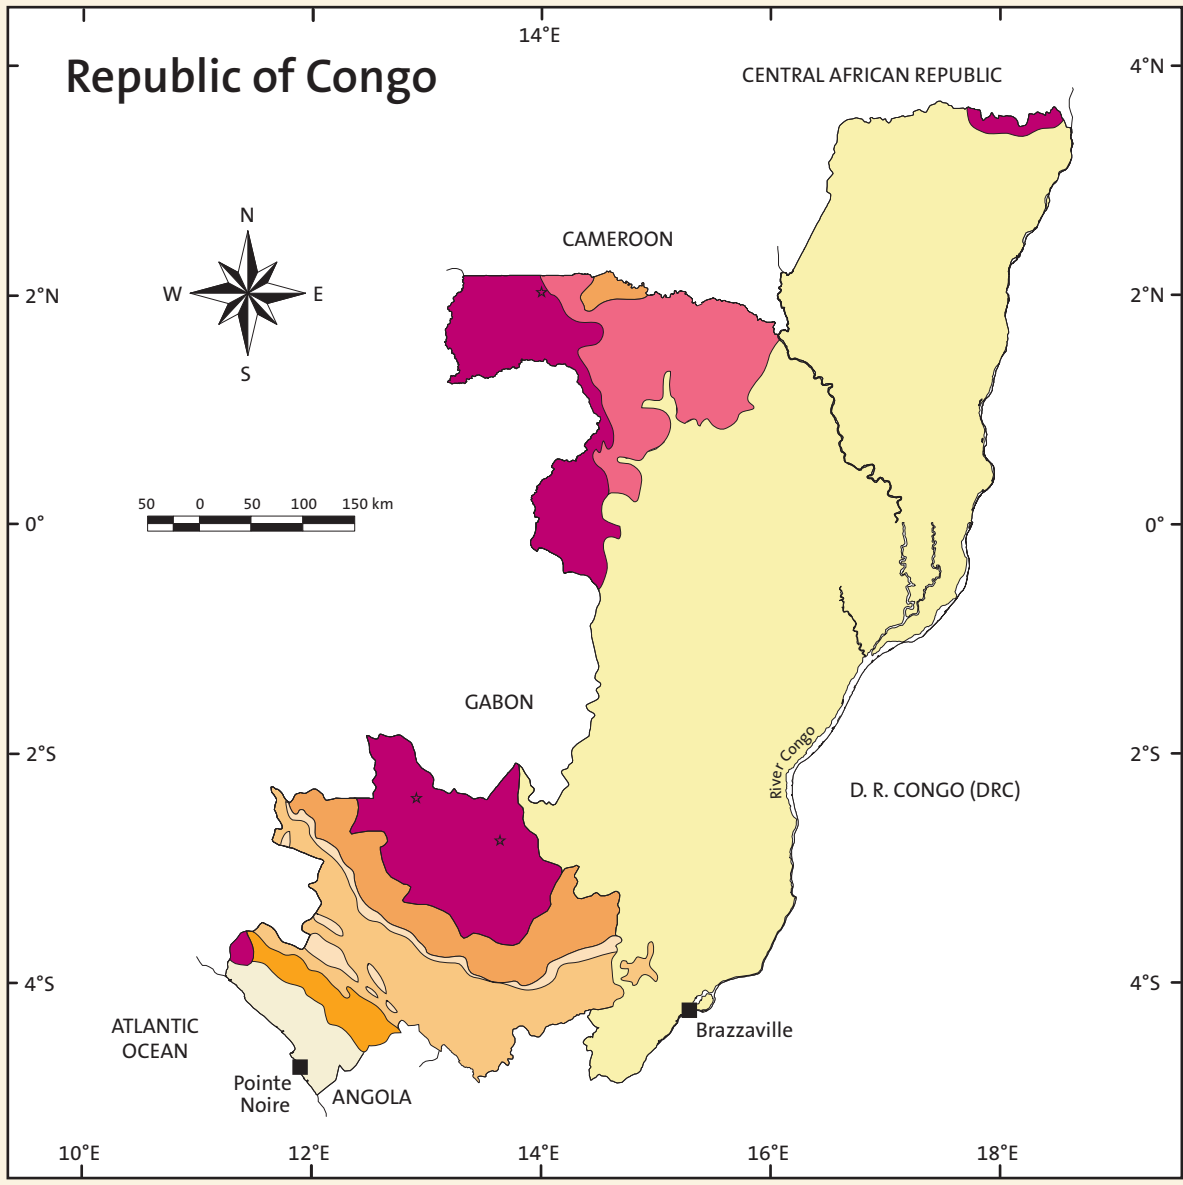 14°E
Republic of Congo
CENTRAL AFRICAN REPUBLIC
4°N
N
CAMEROON
W
E
2°N
2°N
S
50 0 50 100 150 km
0°
0°
GABON
River Congo
2°S
2°S
D. R. CONGO (DRC)
4°S
4°S
ATLANTIC
OCEAN
Brazzaville
Pointe
Noire
ANGOLA
10°E
12°E
14°E
16°E
18°E